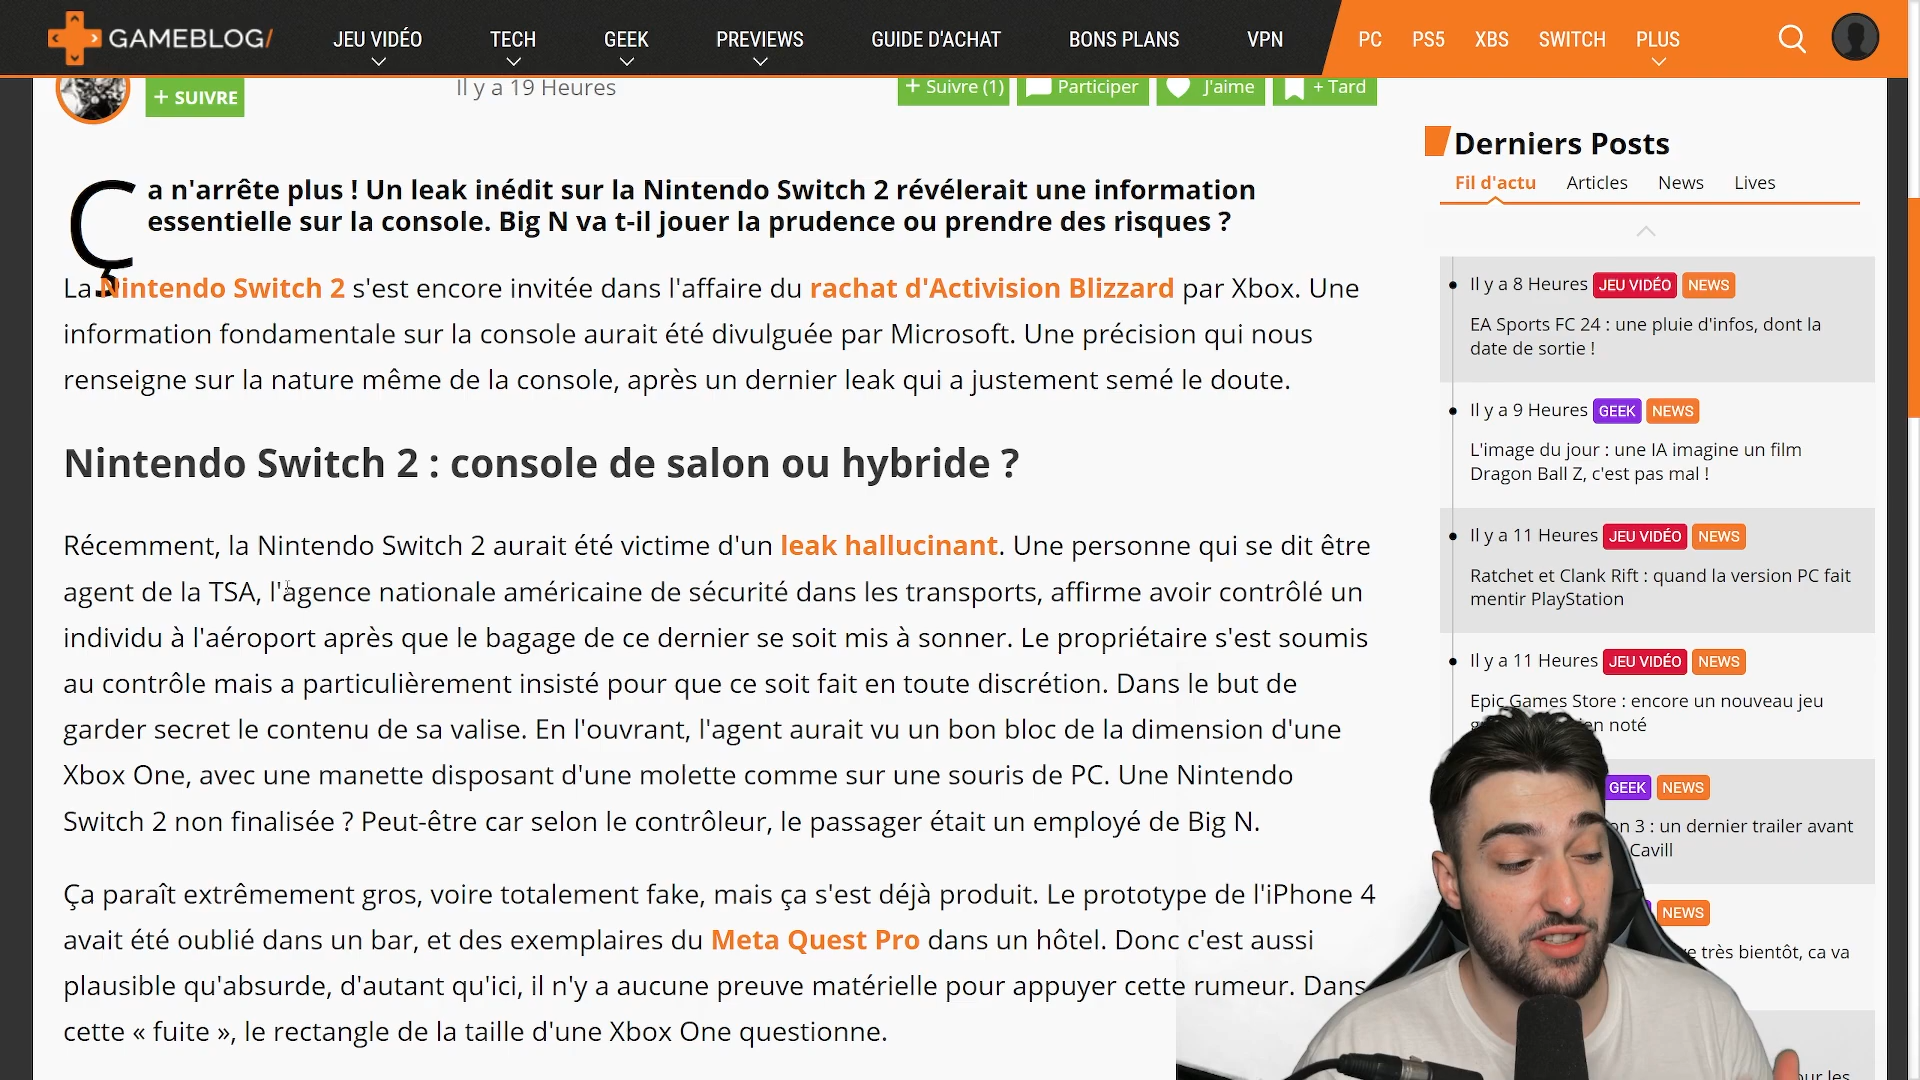 GAMEBLOG/
JEU VIDÉO
TECH
GEEK
PREVIEWS
GUIDE D'ACHAT
BONS PLANS
VPN
PC
PS5
XBS
SWITCH
PLUS
+ SUIVRE
Il y a 19 Heures
+ Suivre (1)
Participer
J'aime
+ Tard
Ça n'arrête plus ! Un leak inédit sur la Nintendo Switch 2 révélerait une information
essentielle sur la console. Big N va t-il jouer la prudence ou prendre des risques ?
La Nintendo Switch 2 s'est encore invitée dans l'affaire du rachat d'Activision Blizzard par Xbox. Une
information fondamentale sur la console aurait été divulguée par Microsoft. Une précision qui nous
renseigne sur la nature même de la console, après un dernier leak qui a justement semé le doute.
Nintendo Switch 2 : console de salon ou hybride ?
Récemment, la Nintendo Switch 2 aurait été victime d'un leak hallucinant. Une personne qui se dit être
agent de la TSA, l'agence nationale américaine de sécurité dans les transports, affirme avoir contrôlé un
individu à l'aéroport après que le bagage de ce dernier se soit mis à sonner. Le propriétaire s'est soumis
au contrôle mais a particulièrement insisté pour que ce soit fait en toute discrétion. Dans le but de
garder secret le contenu de sa valise. En l'ouvrant, l'agent aurait vu un bon bloc de la dimension d'une
Xbox One, avec une manette disposant d'une molette comme sur une souris de PC. Une Nintendo
Switch 2 non finalisée ? Peut-être car selon le contrôleur, le passager était un employé de Big N.
Ça paraît extrêmement gros, voire totalement fake, mais ça s'est déjà produit. Le prototype de l'iPhone 4
avait été oublié dans un bar, et des exemplaires du Meta Quest Pro dans un hôtel. Donc c'est aussi
plausible qu'absurde, d'autant qu'ici, il n'y a aucune preuve matérielle pour appuyer cette rumeur. Dans
cette « fuite », le rectangle de la taille d'une Xbox One questionne.
Derniers Posts
Fil d'actu
Articles
News
Lives
Il y a 8 Heures JEU VIDÉO NEWS
EA Sports FC 24 : une pluie d'infos, dont la
date de sortie !
Il y a 9 Heures GEEK NEWS
L'image du jour : une IA imagine un film
Dragon Ball Z, c'est pas mal !
Il y a 11 Heures JEU VIDÉO NEWS
Ratchet et Clank Rift : quand la version PC fait
mentir PlayStation
Il y a 11 Heures JEU VIDÉO NEWS
Epic Games Store : encore un nouveau jeu
noté
GEEK NEWS
3 : un dernier trailer avant
Cavill
NEWS
très bientôt, ca va
les